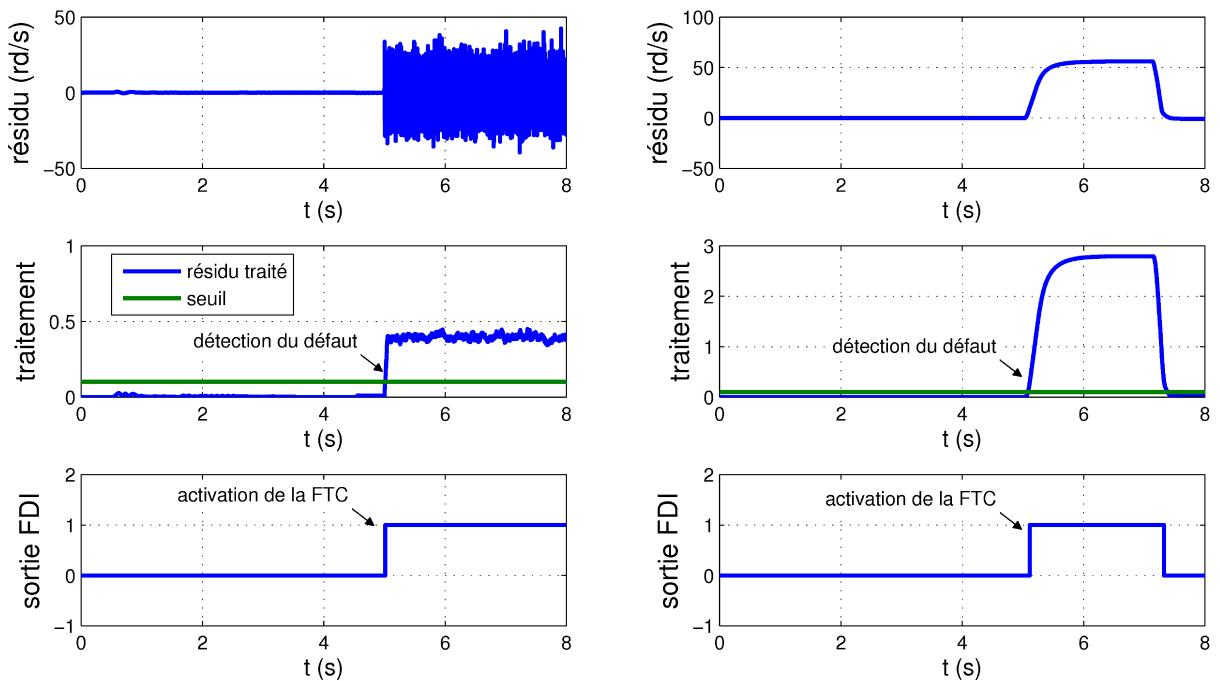 50
0
−50
résidu (rd/s)
0 2 4 6 8
t (s)
100
50
0
−50
résidu (rd/s)
0 2 4 6 8
t (s)
1
0.5
0
traitement
résidu traité
seuil
détection du défaut
0 2 4 6 8
t (s)
3
2
1
0
traitement
détection du défaut
0 2 4 6 8
t (s)
2
1
0
−1
sortie FDI
activation de la FTC
0 2 4 6 8
t (s)
2
1
0
−1
sortie FDI
activation de la FTC
0 2 4 6 8
t (s)